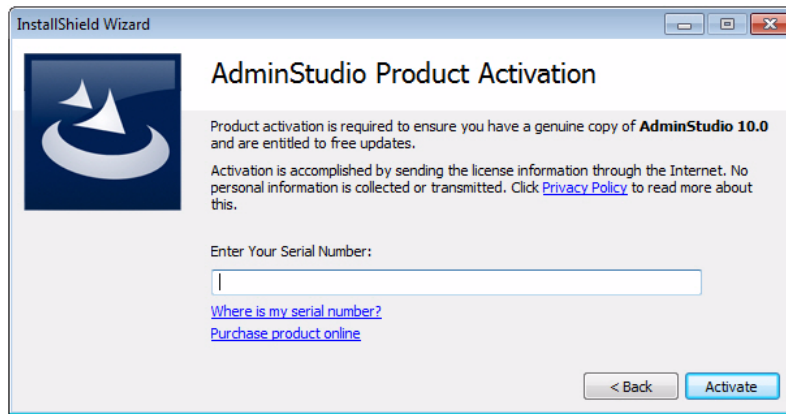 InstallShield Wizard
AdminStudio Product Activation
Product activation is required to ensure you have a genuine copy of AdminStudio 10.0
and are entitled to free updates.
Activation is accomplished by sending the license information through the Internet. No
personal information is collected or transmitted. Click Privacy Policy to read more about
this.
Enter Your Serial Number:
Where is my serial number?
Purchase product online
< Back Activate